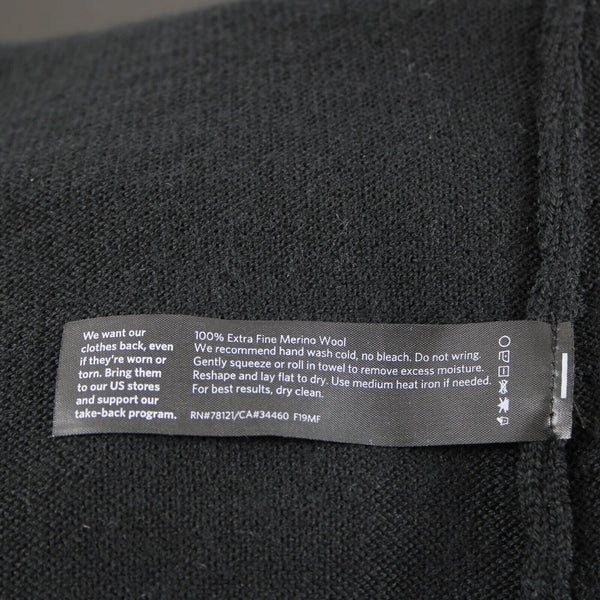 We want our
clothes back, even
if they're worn or
torn. Bring them
to our US stores
and support our
take-back program.
100% Extra Fine Merino Wool
We recommend hand wash cold, no bleach. Do not wring.
Gently squeeze or roll in towel to remove excess moisture.
Reshape and lay flat to dry. Use medium heat iron if needed.
For best results, dry clean.
RN#78121/CA#34460 F19MF